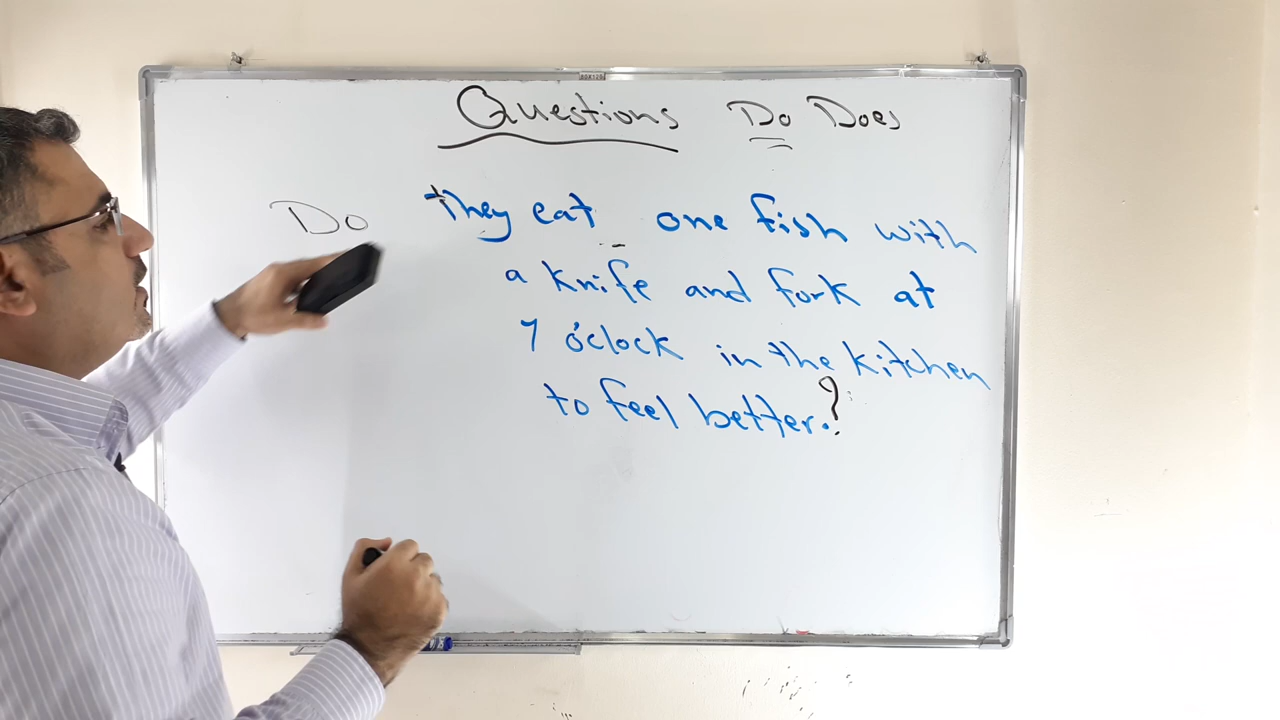 Questions Do Does
Do they eat one fish with
a knife and fork at
7 o'clock in the kitchen
to feel better.?